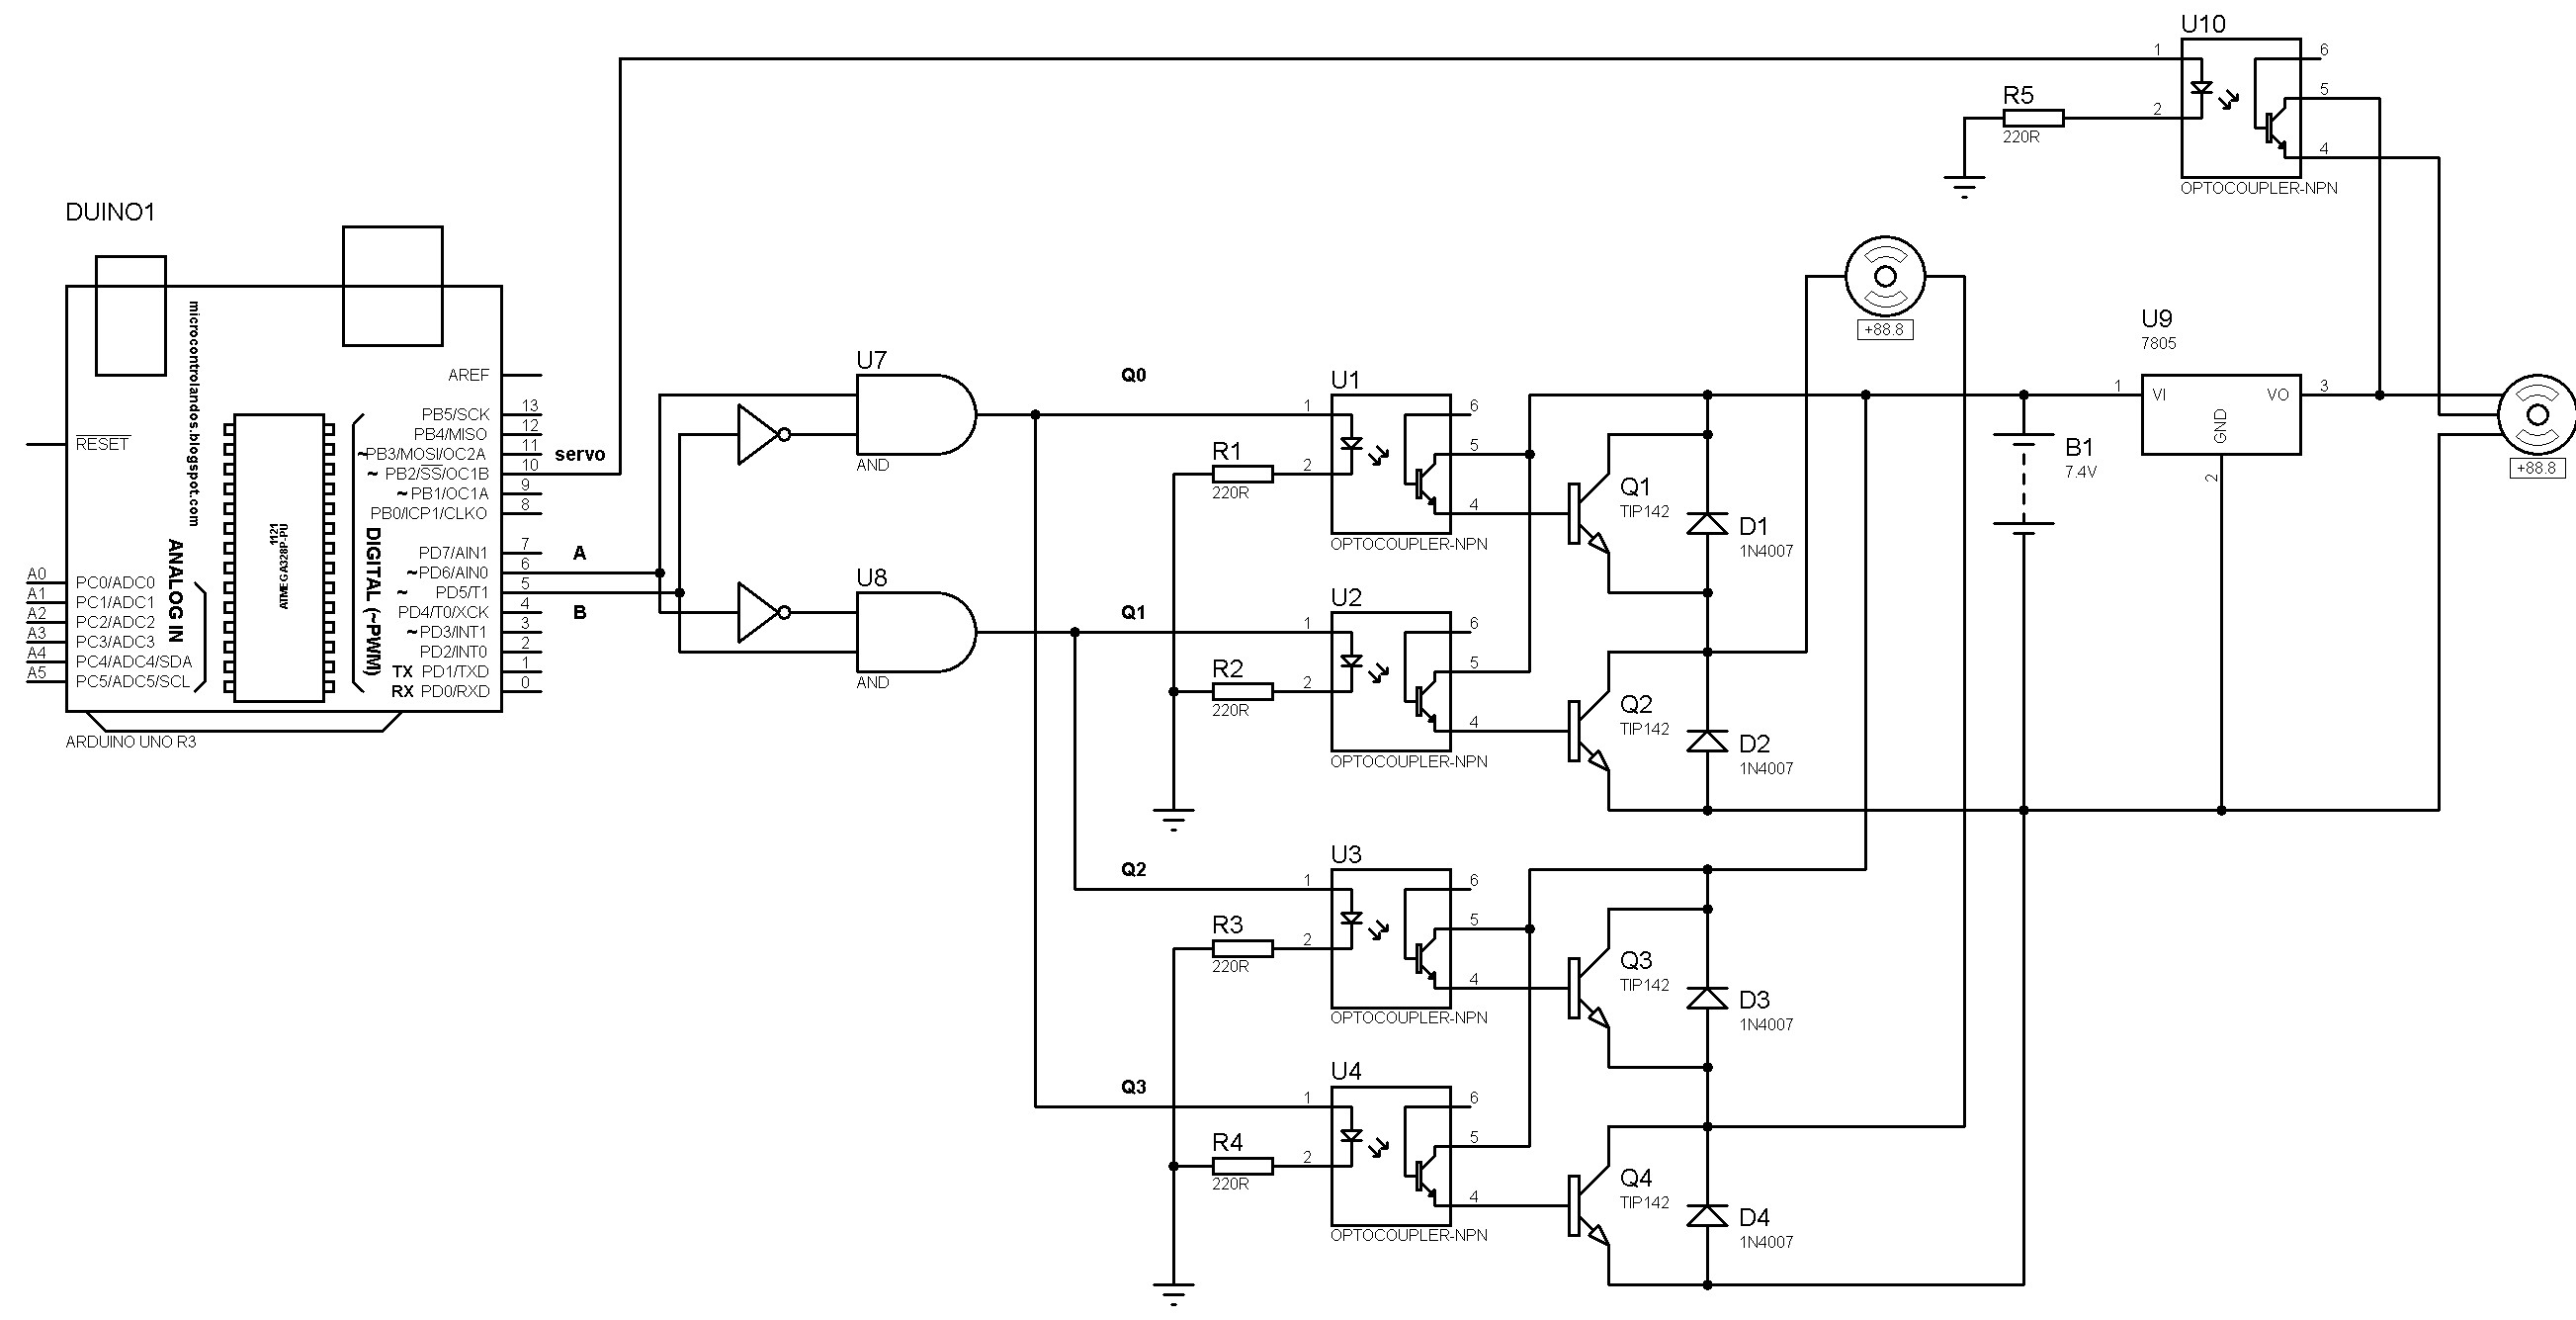 DUINO1
microcontrolandos.blogspot.com
ANALOG IN
1121
ATMEGA328P-PU
DIGITAL (~PWM)
RESET
A0 PC0/ADC0
A1 PC1/ADC1
A2 PC2/ADC2
A3 PC3/ADC3
A4 PC4/ADC4/SDA
A5 PC5/ADC5/SCL
AREF
PB5/SCK 13
PB4/MISO 12
~PB3/MOSI/OC2A 11
~ PB2/SS/OC1B 10
~ PB1/OC1A 9
PB0/ICP1/CLKO 8
PD7/AIN1 7
~PD6/AIN0 6
~ PD5/T1 5
PD4/T0/XCK 4
~PD3/INT1 3
PD2/INT0 2
TX PD1/TXD 1
RX PD0/RXD 0
ARDUINO UNO R3
servo
A
B
U7
AND
U8
AND
Q0
Q1
Q2
Q3
U1
1
2
6
5
4
OPTOCOUPLER-NPN
R1
220R
U2
1
2
6
5
4
OPTOCOUPLER-NPN
R2
220R
U3
1
2
6
5
4
OPTOCOUPLER-NPN
R3
220R
U4
1
2
6
5
4
OPTOCOUPLER-NPN
R4
220R
Q1
TIP142
D1
1N4007
Q2
TIP142
D2
1N4007
Q3
TIP142
D3
1N4007
Q4
TIP142
D4
1N4007
+88.8
B1
7.4V
U9
7805
1 VI VO 3
GND
2
U10
1
2
6
5
4
OPTOCOUPLER-NPN
R5
220R
+88.8